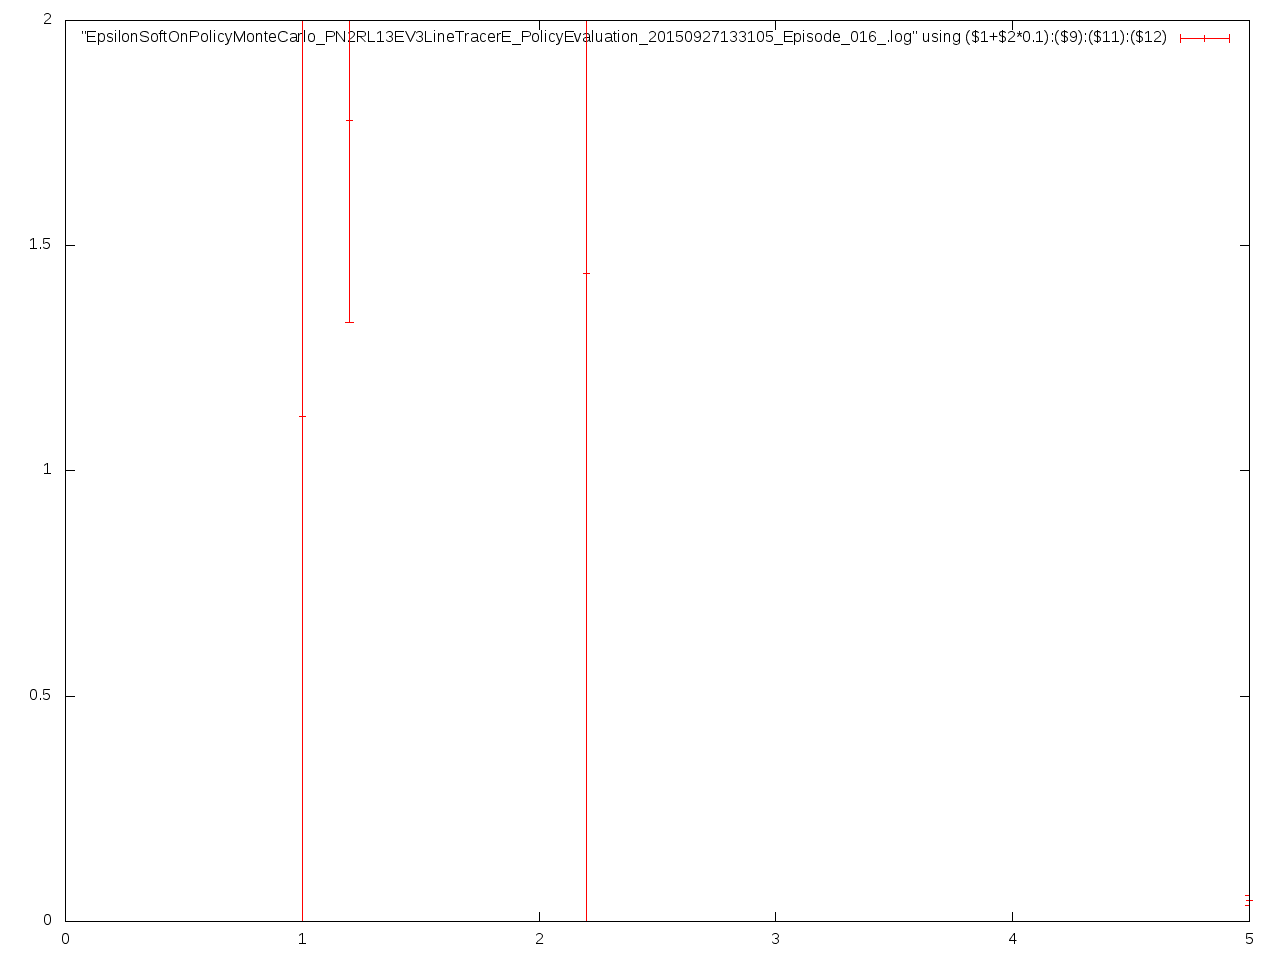 2
"EpsilonSoftOnPolicyMonteCarlo_PN2RL13EV3LineTracerE_PolicyEvaluation_20150927133105_Episode_016_.log" using ($1+$2*0.1):($9):($11):($12)
1.5
1
0.5
0
0 1 2 3 4 5